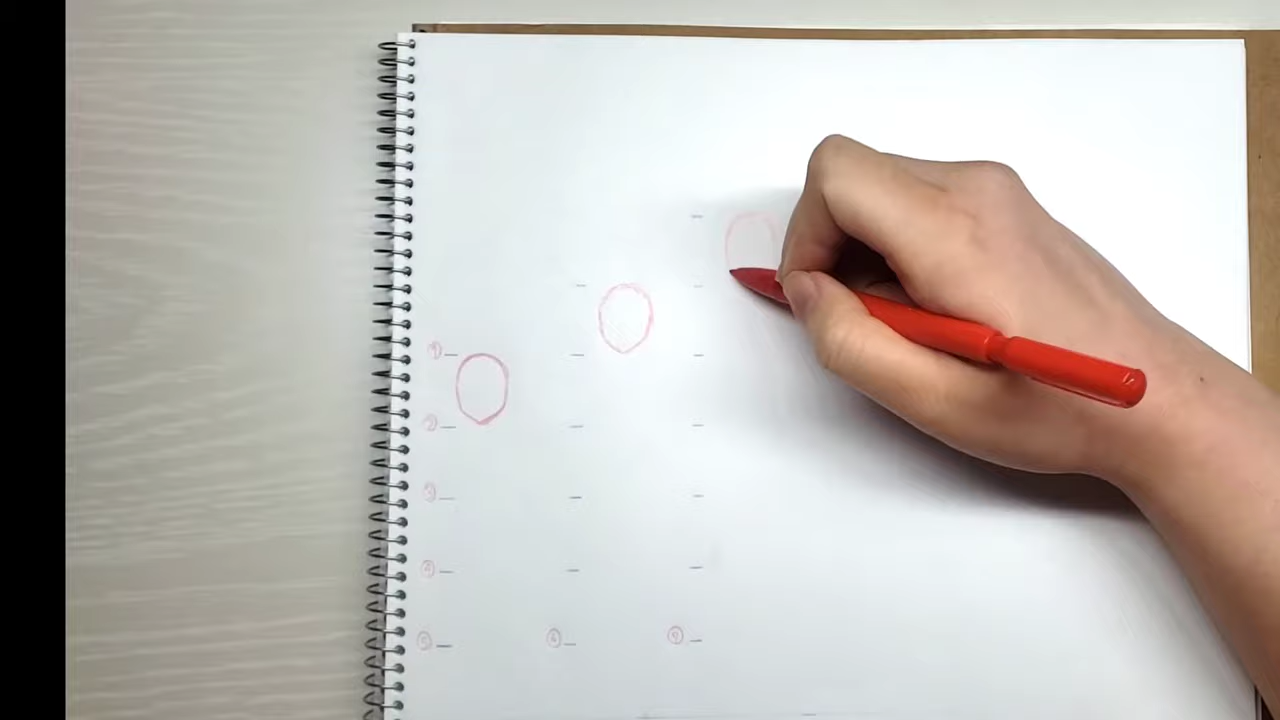 ①
②
③
④
⑤ ⑥ ⑦